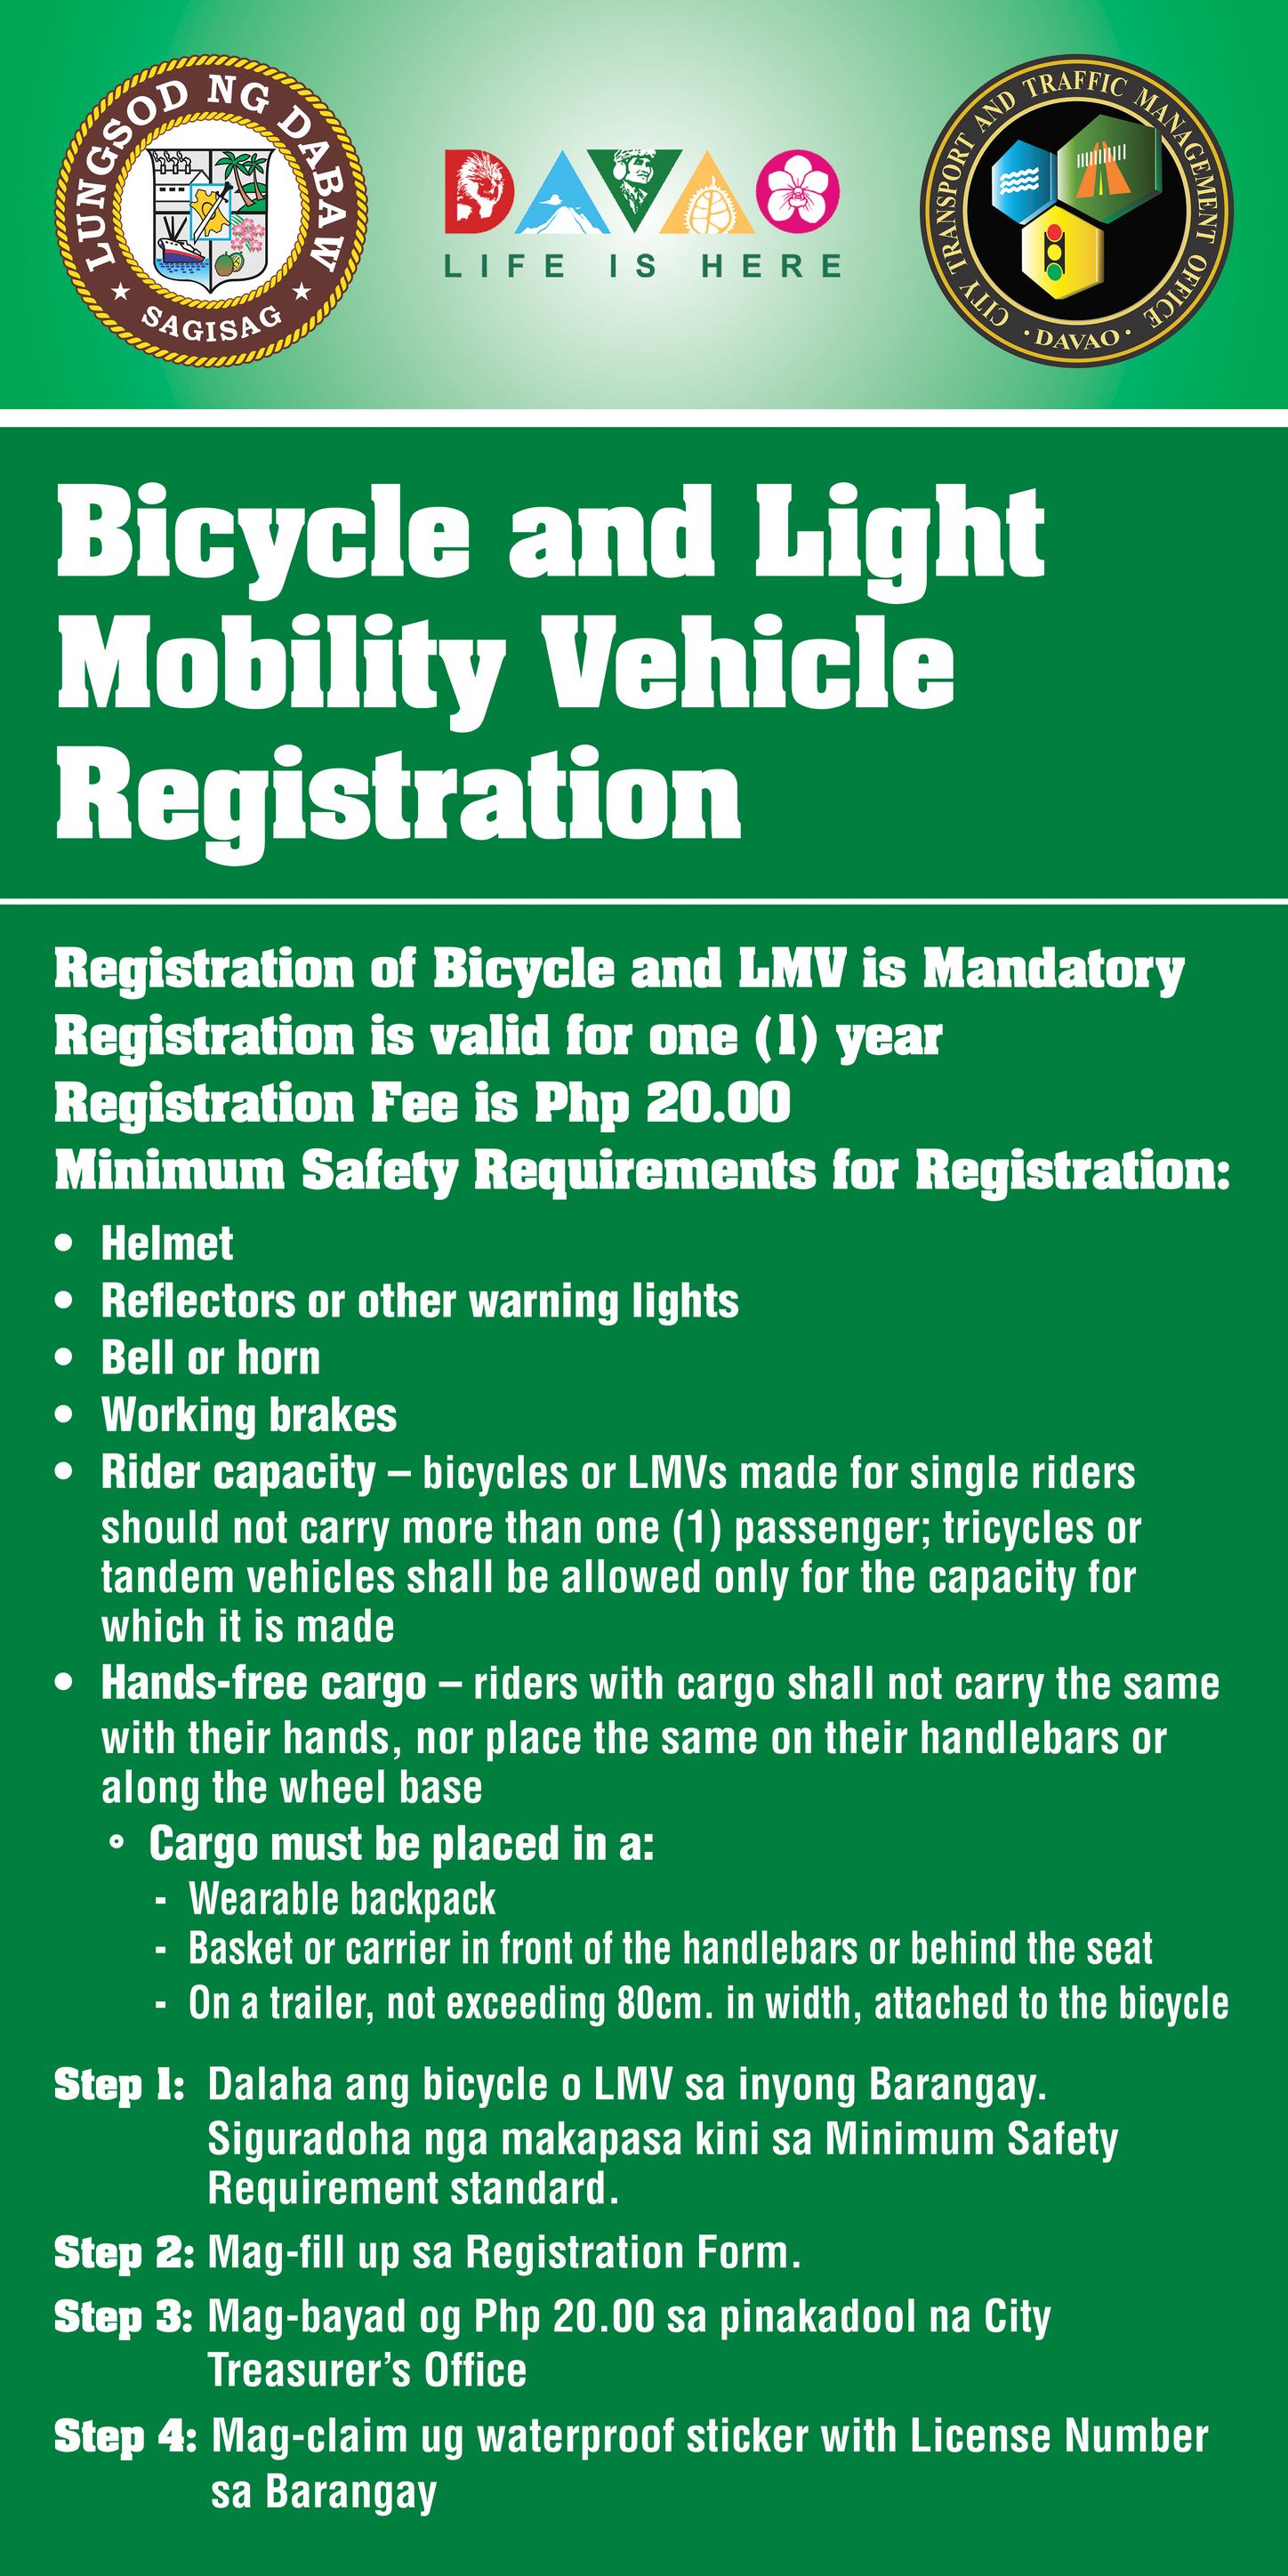 LUNGSOD NG DABAW
SAGISAG
DAVAO
LIFE IS HERE
CITY TRANSPORT AND TRAFFIC MANAGEMENT OFFICE
• DAVAO •
Bicycle and Light
Mobility Vehicle
Registration
Registration of Bicycle and LMV is Mandatory
Registration is valid for one (1) year
Registration Fee is Php 20.00
Minimum Safety Requirements for Registration:
• Helmet
• Reflectors or other warning lights
• Bell or horn
• Working brakes
• Rider capacity – bicycles or LMVs made for single riders
should not carry more than one (1) passenger; tricycles or
tandem vehicles shall be allowed only for the capacity for
which it is made
• Hands-free cargo – riders with cargo shall not carry the same
with their hands, nor place the same on their handlebars or
along the wheel base
° Cargo must be placed in a:
- Wearable backpack
- Basket or carrier in front of the handlebars or behind the seat
- On a trailer, not exceeding 80cm. in width, attached to the bicycle
Step 1: Dalaha ang bicycle o LMV sa inyong Barangay.
Siguradoha nga makapasa kini sa Minimum Safety
Requirement standard.
Step 2: Mag-fill up sa Registration Form.
Step 3: Mag-bayad og Php 20.00 sa pinakadool na City
Treasurer’s Office
Step 4: Mag-claim ug waterproof sticker with License Number
sa Barangay